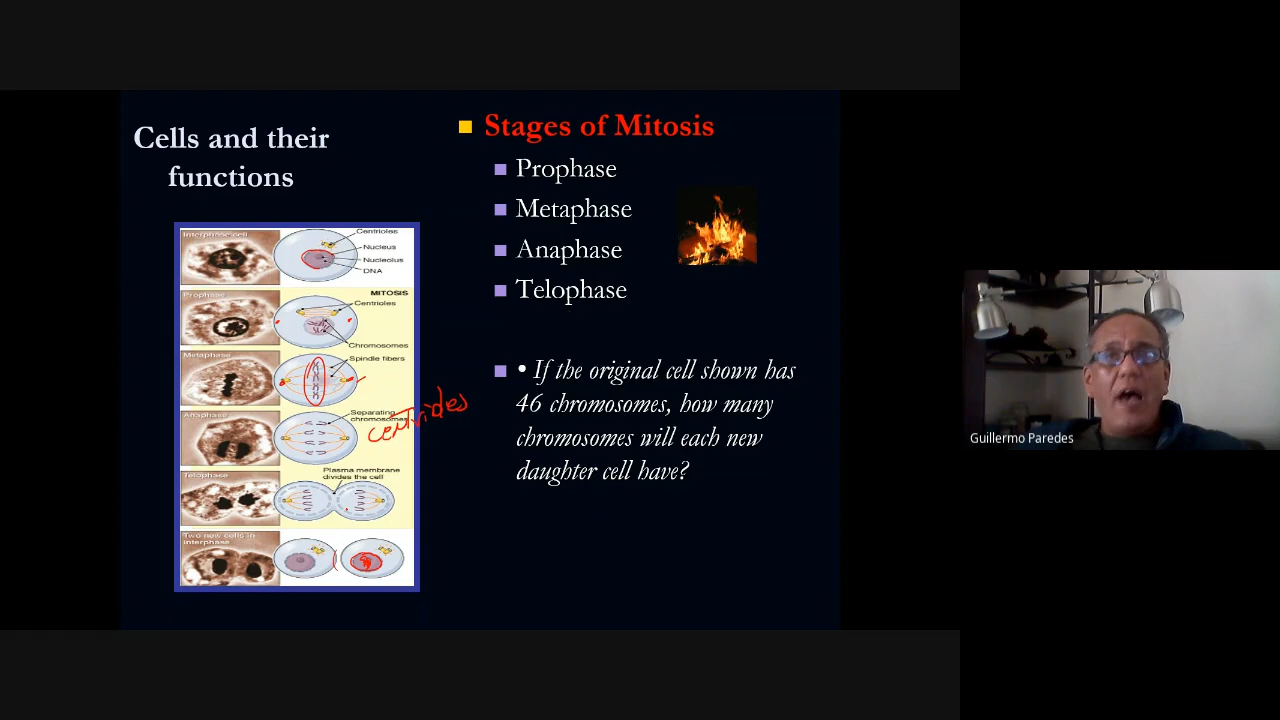 Cells and their
functions
Stages of Mitosis
Prophase
Metaphase
Anaphase
Telophase
• If the original cell shown has
46 chromosomes, how many
chromosomes will each new
daughter cell have?
Interphase cell
Centrioles
Nucleus
Nucleolus
DNA
MITOSIS
Prophase
Centrioles
Chromosomes
Metaphase
Spindle fibers
Anaphase
Separating
chromosomes
centrioles
Telophase
Plasma membrane
divides the cell
Two new cells in
interphase
Guillermo Paredes